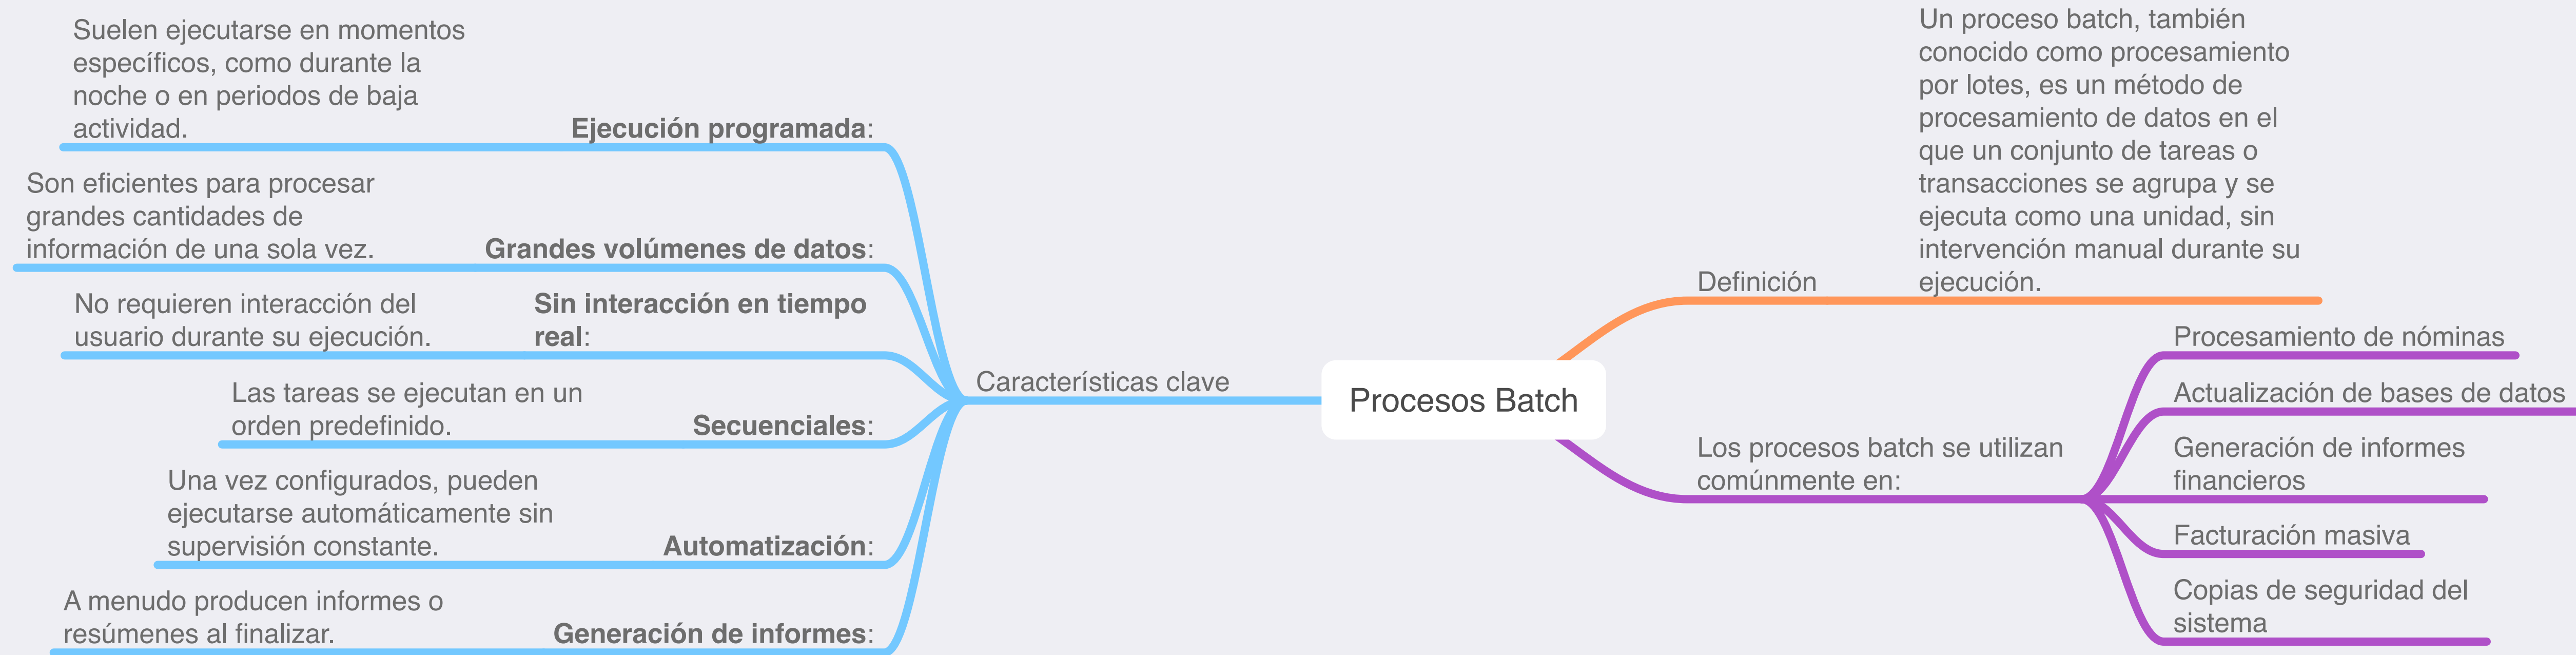 Procesos Batch
Definición
Un proceso batch, también
conocido como procesamiento
por lotes, es un método de
procesamiento de datos en el
que un conjunto de tareas o
transacciones se agrupa y se
ejecuta como una unidad, sin
intervención manual durante su
ejecución.
Los procesos batch se utilizan
comúnmente en:
Procesamiento de nóminas
Actualización de bases de datos
Generación de informes
financieros
Facturación masiva
Copias de seguridad del
sistema
Características clave
Ejecución programada:
Suelen ejecutarse en momentos
específicos, como durante la
noche o en periodos de baja
actividad.
Grandes volúmenes de datos:
Son eficientes para procesar
grandes cantidades de
información de una sola vez.
Sin interacción en tiempo
real:
No requieren interacción del
usuario durante su ejecución.
Secuenciales:
Las tareas se ejecutan en un
orden predefinido.
Automatización:
Una vez configurados, pueden
ejecutarse automáticamente sin
supervisión constante.
Generación de informes:
A menudo producen informes o
resúmenes al finalizar.